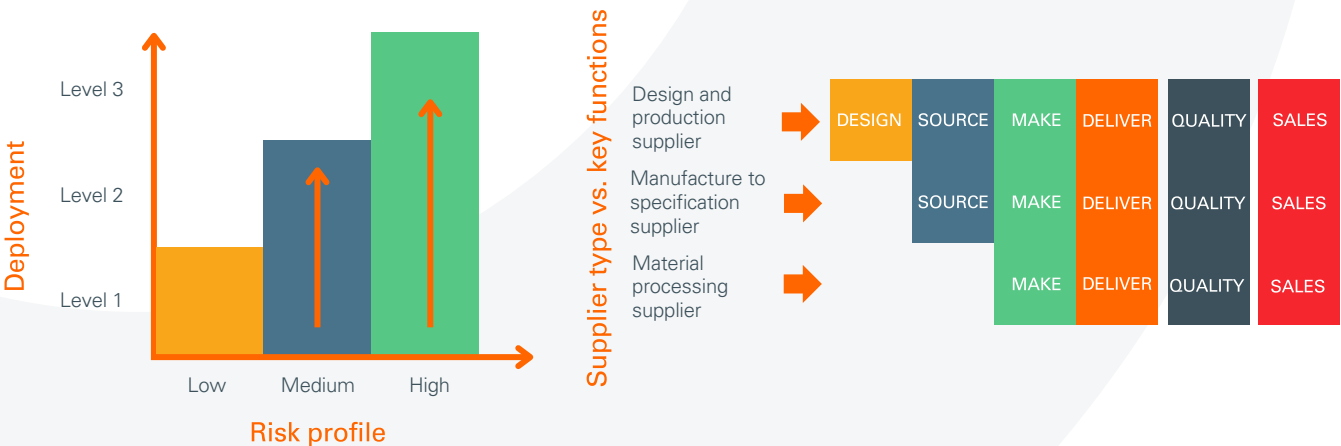 Deployment
Level 3
Level 2
Level 1
Low
Medium
High
Risk profile
Supplier type vs. key functions
Design and
production
supplier
DESIGN
SOURCE
MAKE
DELIVER
QUALITY
SALES
Manufacture to
specification
supplier
SOURCE
MAKE
DELIVER
QUALITY
SALES
Material
processing
supplier
MAKE
DELIVER
QUALITY
SALES